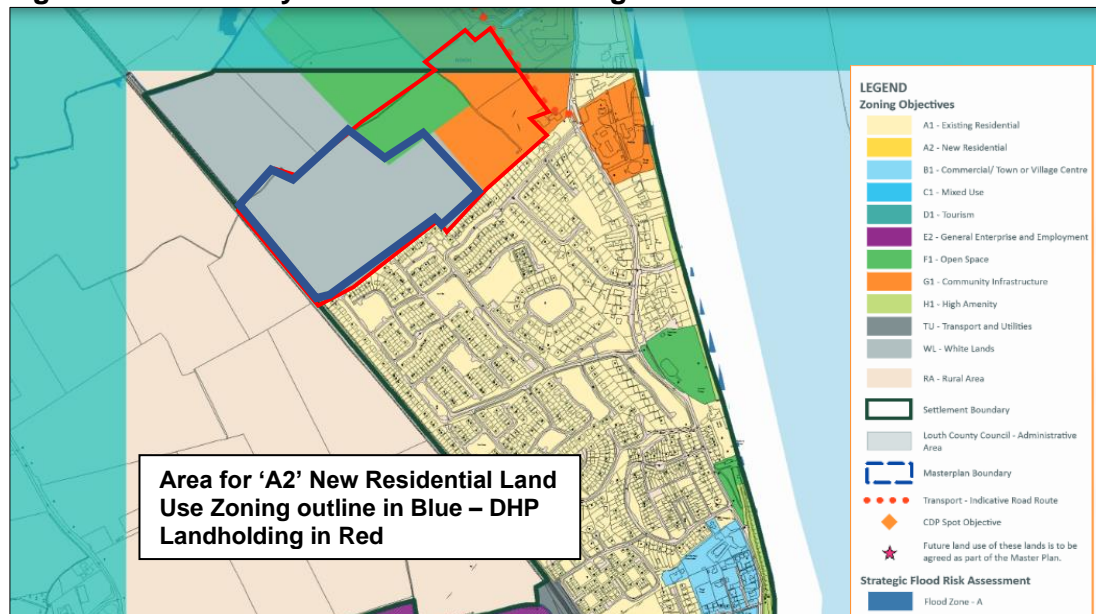 Area for ‘A2’ New Residential Land
Use Zoning outline in Blue – DHP
Landholding in Red
LEGEND
Zoning Objectives
A1 - Existing Residential
A2 - New Residential
B1 - Commercial/ Town or Village Centre
C1 - Mixed Use
D1 - Tourism
E2 - General Enterprise and Employment
F1 - Open Space
G1 - Community Infrastructure
H1 - High Amenity
TU - Transport and Utilities
WL - White Lands
RA - Rural Area
Settlement Boundary
Louth County Council - Administrative
Area
Masterplan Boundary
Transport - Indicative Road Route
CDP Spot Objective
Future land use of these lands is to be
agreed as part of the Master Plan.
Strategic Flood Risk Assessment
Flood Zone - A